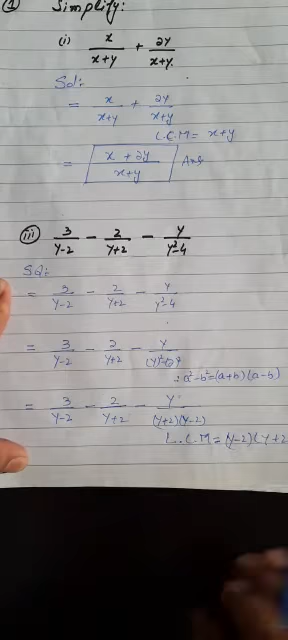 ① Simplify:
(i) x/(x+y) + 2y/(x+y)
Sol:
= x/(x+y) + 2y/(x+y)
L.C.M = x+y
= (x + 2y)/(x+y) Ans
(iii) 3/(y-2) - 2/(y+2) - y/(y²-4)
Sol:
= 3/(y-2) - 2/(y+2) - y/(y²-4)
= 3/(y-2) - 2/(y+2) - y/((y)²-(2)²)
∴ a²-b² = (a+b)(a-b)
= 3/(y-2) - 2/(y+2) - y/((y+2)(y-2))
L.C.M = (y-2)(y+2